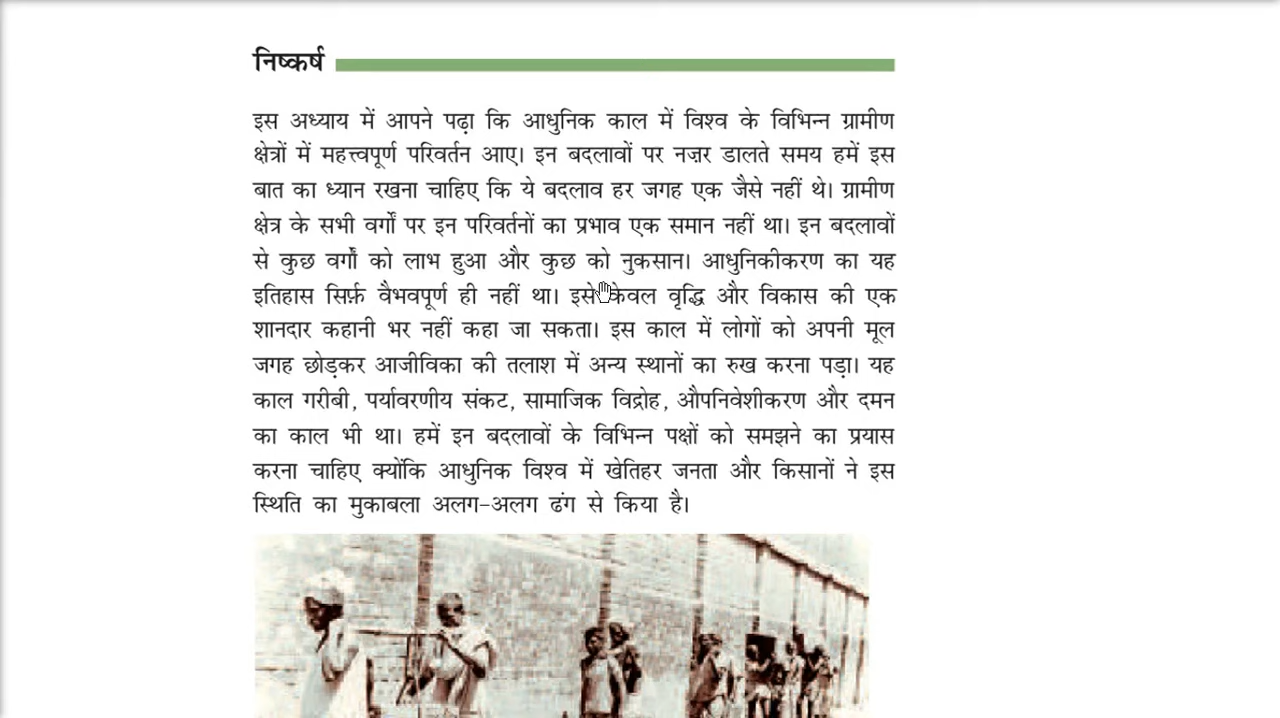 निष्कर्ष
इस अध्याय में आपने पढ़ा कि आधुनिक काल में विश्व के विभिन्न ग्रामीण
क्षेत्रों में महत्त्वपूर्ण परिवर्तन आए। इन बदलावों पर नज़र डालते समय हमें इस
बात का ध्यान रखना चाहिए कि ये बदलाव हर जगह एक जैसे नहीं थे। ग्रामीण
क्षेत्र के सभी वर्गों पर इन परिवर्तनों का प्रभाव एक समान नहीं था। इन बदलावों
से कुछ वर्गों को लाभ हुआ और कुछ को नुकसान। आधुनिकीकरण का यह
इतिहास सिर्फ़ वैभवपूर्ण ही नहीं था। इसे केवल वृद्धि और विकास की एक
शानदार कहानी भर नहीं कहा जा सकता। इस काल में लोगों को अपनी मूल
जगह छोड़कर आजीविका की तलाश में अन्य स्थानों का रुख करना पड़ा। यह
काल गरीबी, पर्यावरणीय संकट, सामाजिक विद्रोह, औपनिवेशीकरण और दमन
का काल भी था। हमें इन बदलावों के विभिन्न पक्षों को समझने का प्रयास
करना चाहिए क्योंकि आधुनिक विश्व में खेतिहर जनता और किसानों ने इस
स्थिति का मुकाबला अलग-अलग ढंग से किया है।